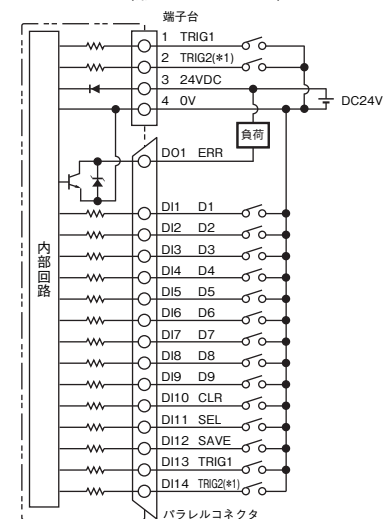 端子台
1 TRIG1
2 TRIG2(*1)
3 24VDC
4 0V
DC24V
負荷
DO1 ERR
DI1 D1
DI2 D2
DI3 D3
DI4 D4
DI5 D5
DI6 D6
DI7 D7
DI8 D8
DI9 D9
DI10 CLR
DI11 SEL
DI12 SAVE
DI13 TRIG1
DI14 TRIG2(*1)
内部回路
パラレルコネクタ